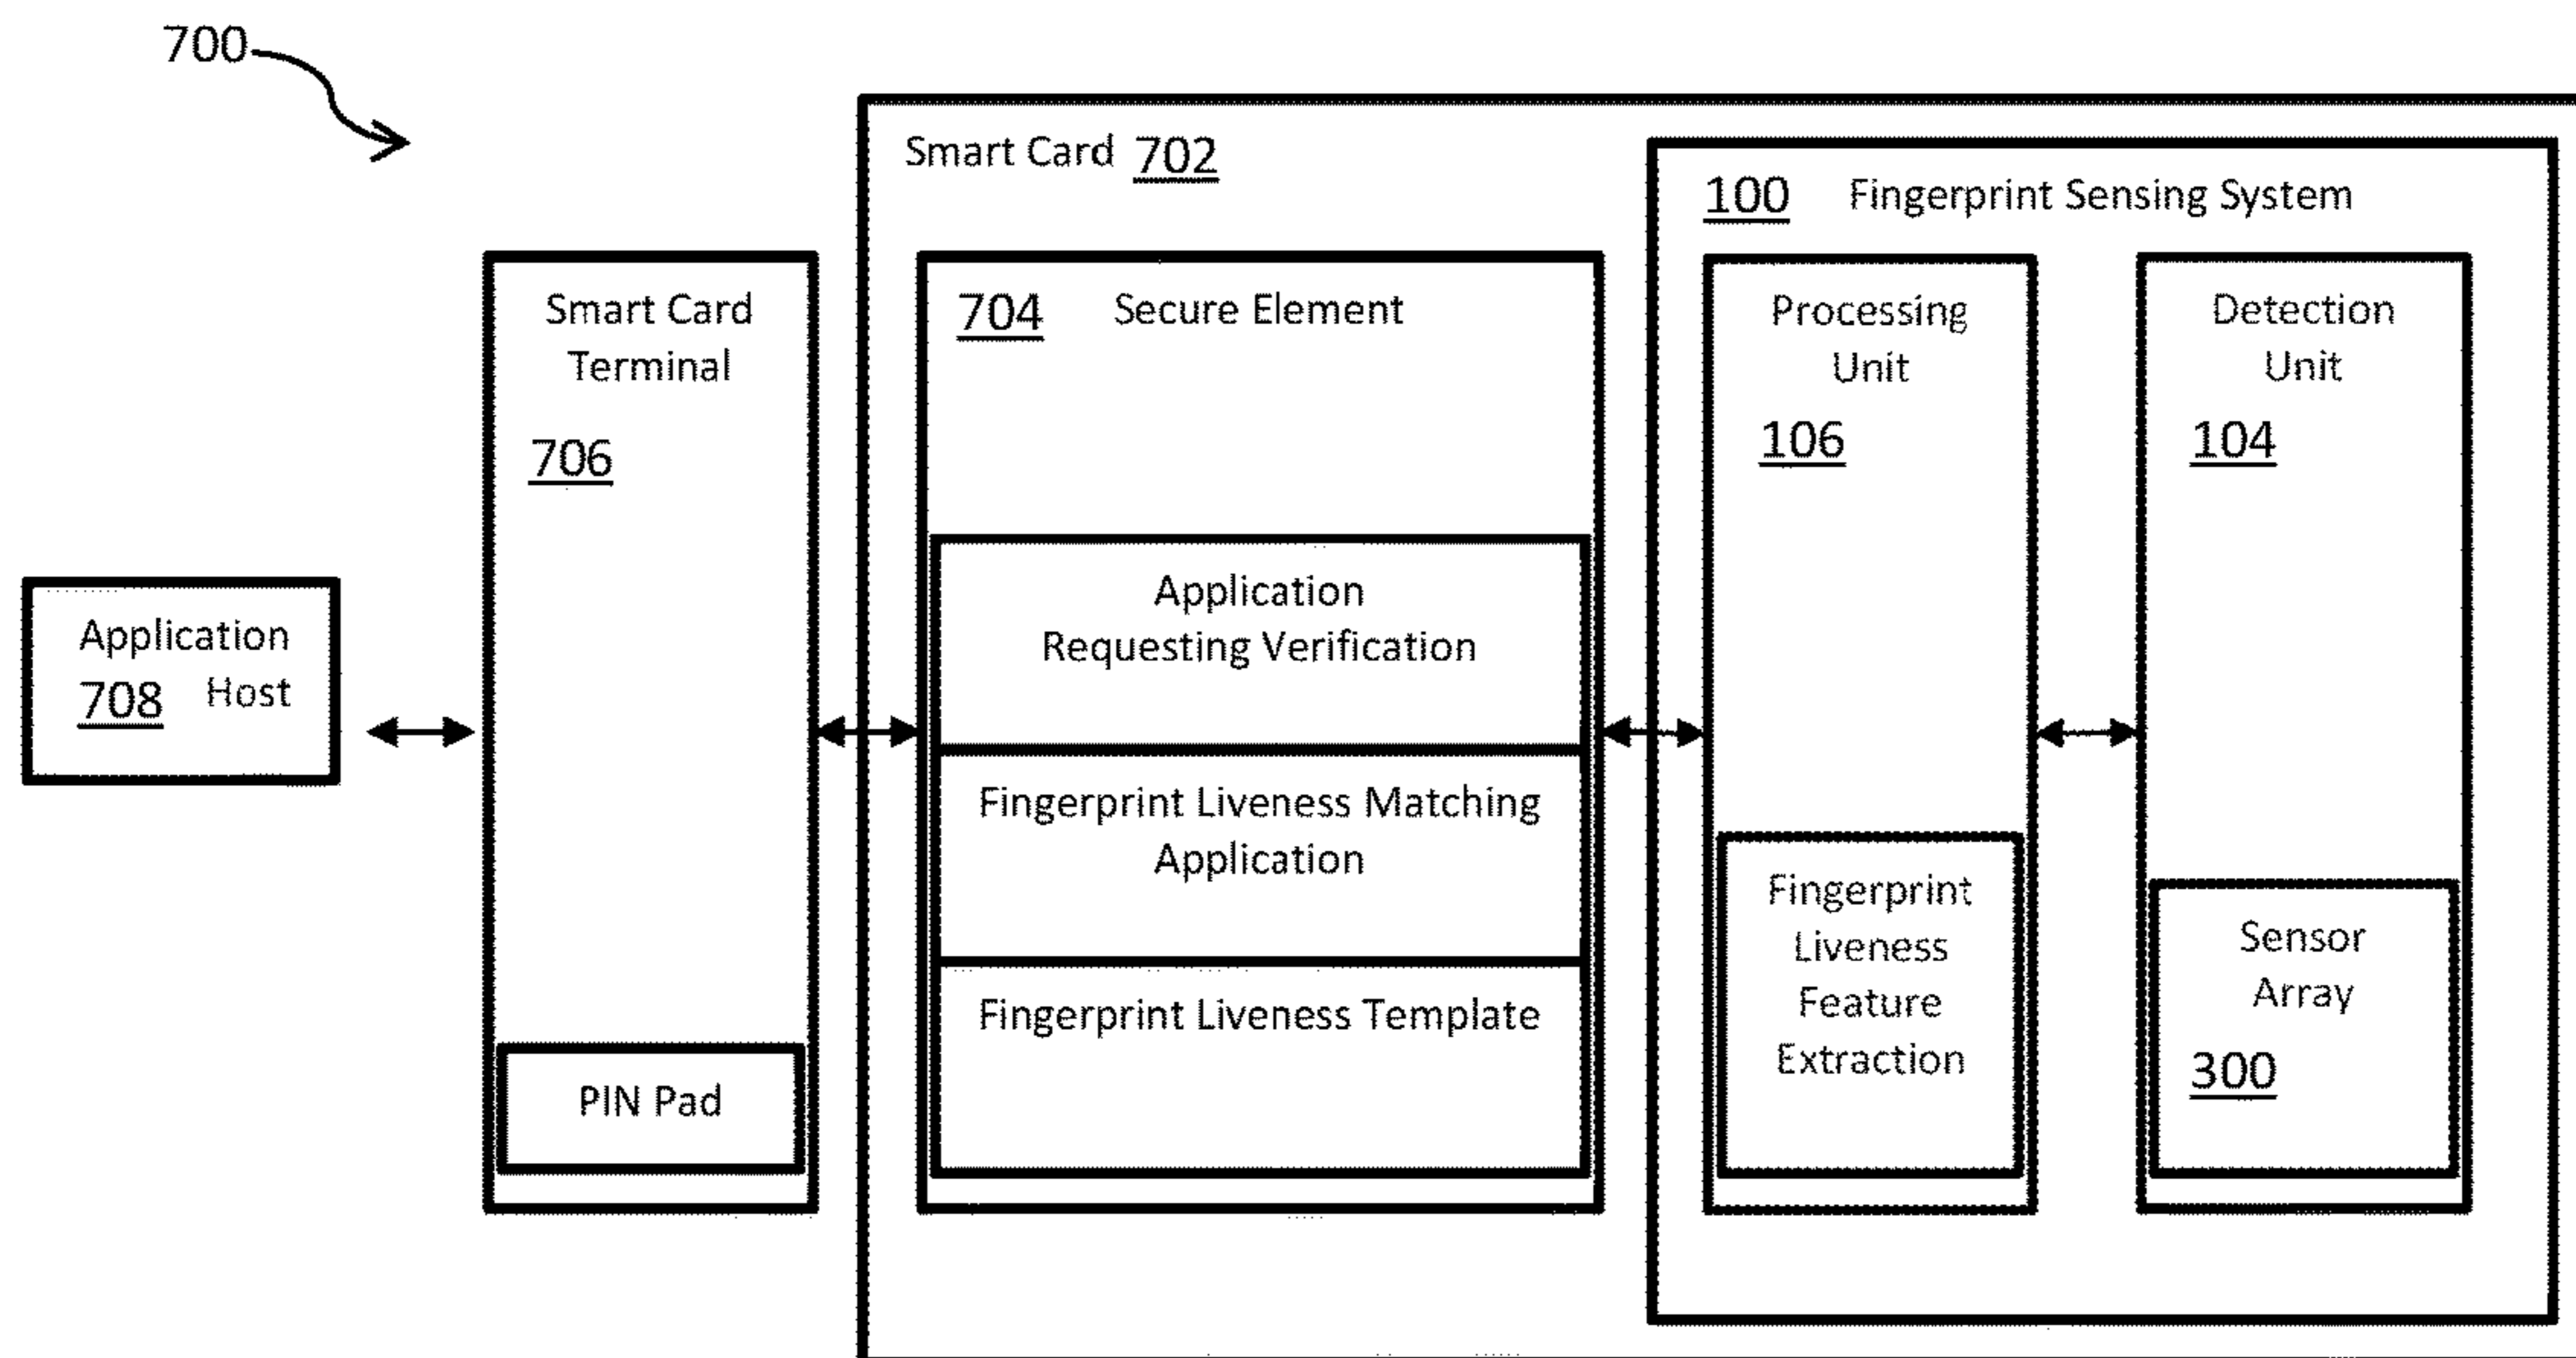 700
Smart Card 702
100 Fingerprint Sensing System
Smart Card
Terminal
706
PIN Pad
704 Secure Element
Application
Requesting Verification
Fingerprint Liveness Matching
Application
Fingerprint Liveness Template
Processing
Unit
106
Fingerprint
Liveness
Feature
Extraction
Detection
Unit
104
Sensor
Array
300
Application
708 Host